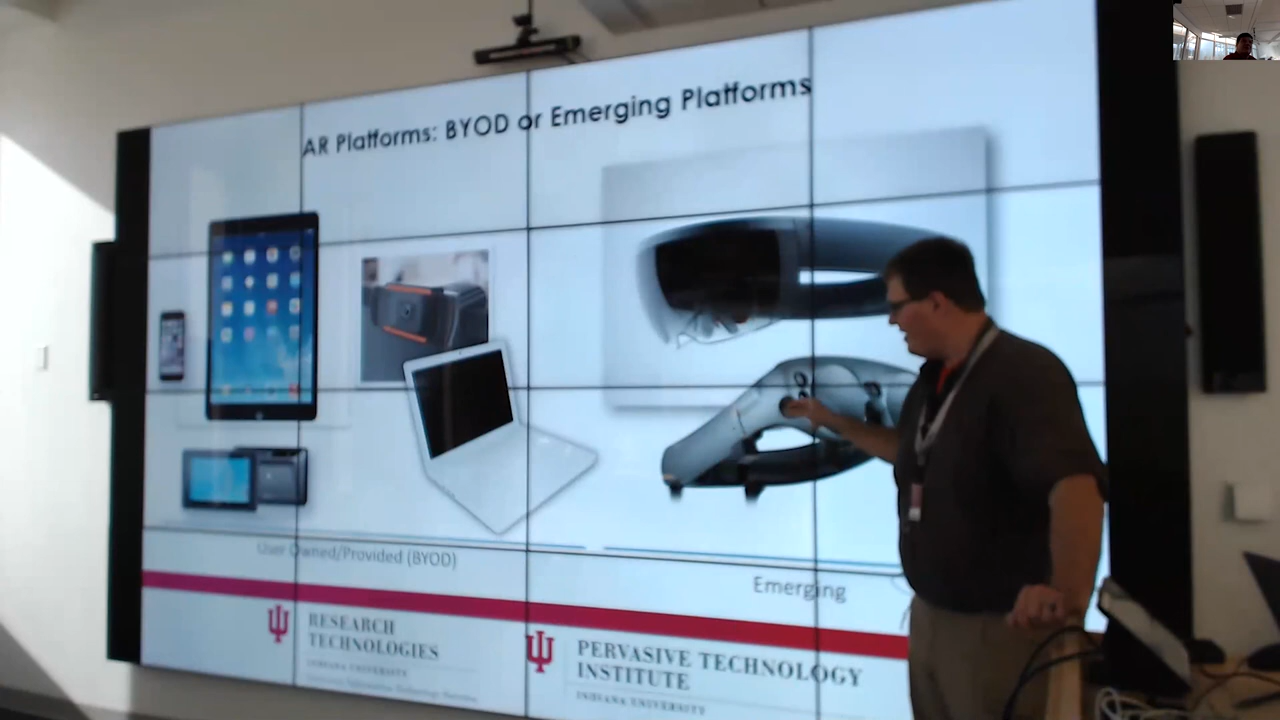 AR Platforms: BYOD or Emerging Platforms
User Owned/Provided (BYOD)
Emerging
RESEARCH
TECHNOLOGIES
INDIANA UNIVERSITY
PERVASIVE TECHNOLOGY
INSTITUTE
INDIANA UNIVERSITY